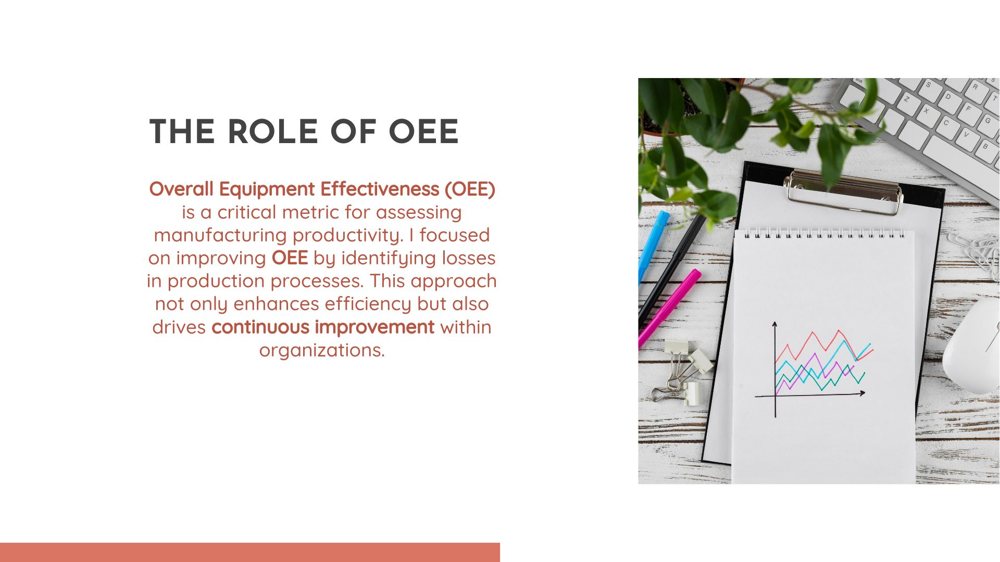 THE ROLE OF OEE
Overall Equipment Effectiveness (OEE)
is a critical metric for assessing
manufacturing productivity. I focused
on improving OEE by identifying losses
in production processes. This approach
not only enhances efficiency but also
drives continuous improvement within
organizations.
shift
S
R
5
Z
D
T
X
F
C
G
V
B